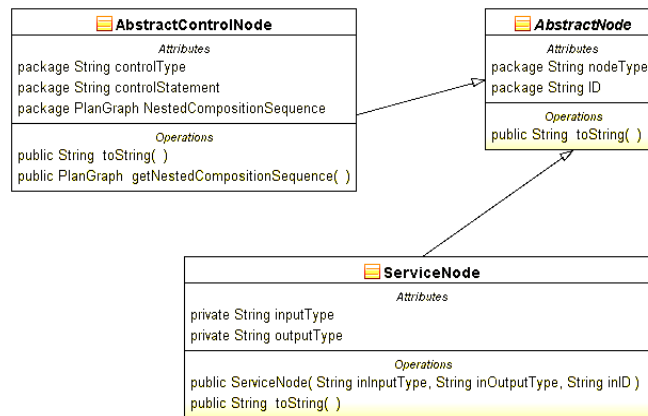 AbstractControlNode
Attributes
package String controlType
package String controlStatement
package PlanGraph NestedCompositionSequence
Operations
public String toString( )
public PlanGraph getNestedCompositionSequence( )
AbstractNode
Attributes
package String nodeType
package String ID
Operations
public String toString( )
ServiceNode
Attributes
private String inputType
private String outputType
Operations
public ServiceNode( String inInputType, String inOutputType, String inID )
public String toString( )